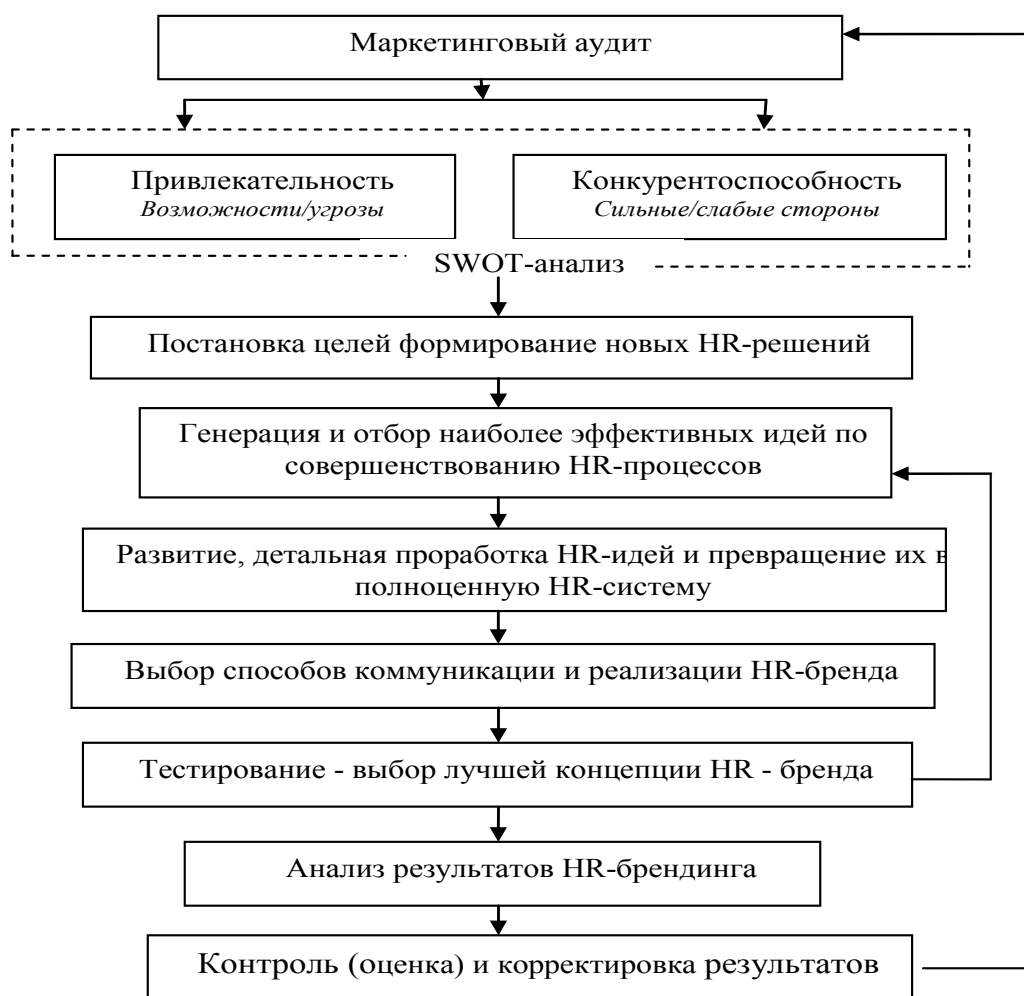 Маркетинговый аудит
Привлекательность
Возможности/угрозы
Конкурентоспособность
Сильные/слабые стороны
SWOT-анализ
Постановка целей формирование новых HR-решений
Генерация и отбор наиболее эффективных идей по
совершенствованию HR-процессов
Развитие, детальная проработка HR-идей и превращение их в
полноценную HR-систему
Выбор способов коммуникации и реализации HR-бренда
Тестирование - выбор лучшей концепции HR - бренда
Анализ результатов HR-брендинга
Контроль (оценка) и корректировка результатов